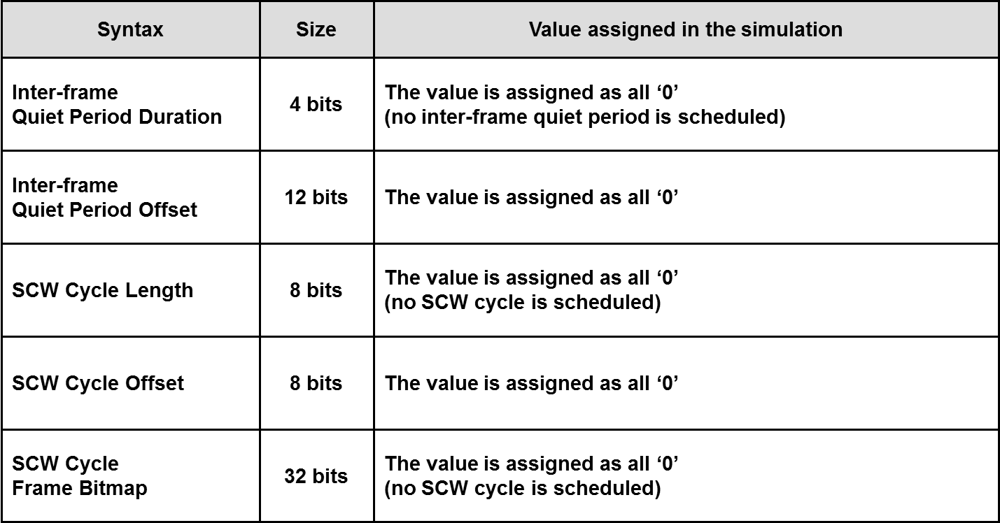 Syntax Size Value assigned in the simulation
Inter-frame
Quiet Period Duration
4 bits
The value is assigned as all ‘0’
(no inter-frame quiet period is scheduled)
Inter-frame
Quiet Period Offset
12 bits
The value is assigned as all ‘0’
SCW Cycle Length
8 bits
The value is assigned as all ‘0’
(no SCW cycle is scheduled)
SCW Cycle Offset
8 bits
The value is assigned as all ‘0’
SCW Cycle
Frame Bitmap
32 bits
The value is assigned as all ‘0’
(no SCW cycle is scheduled)